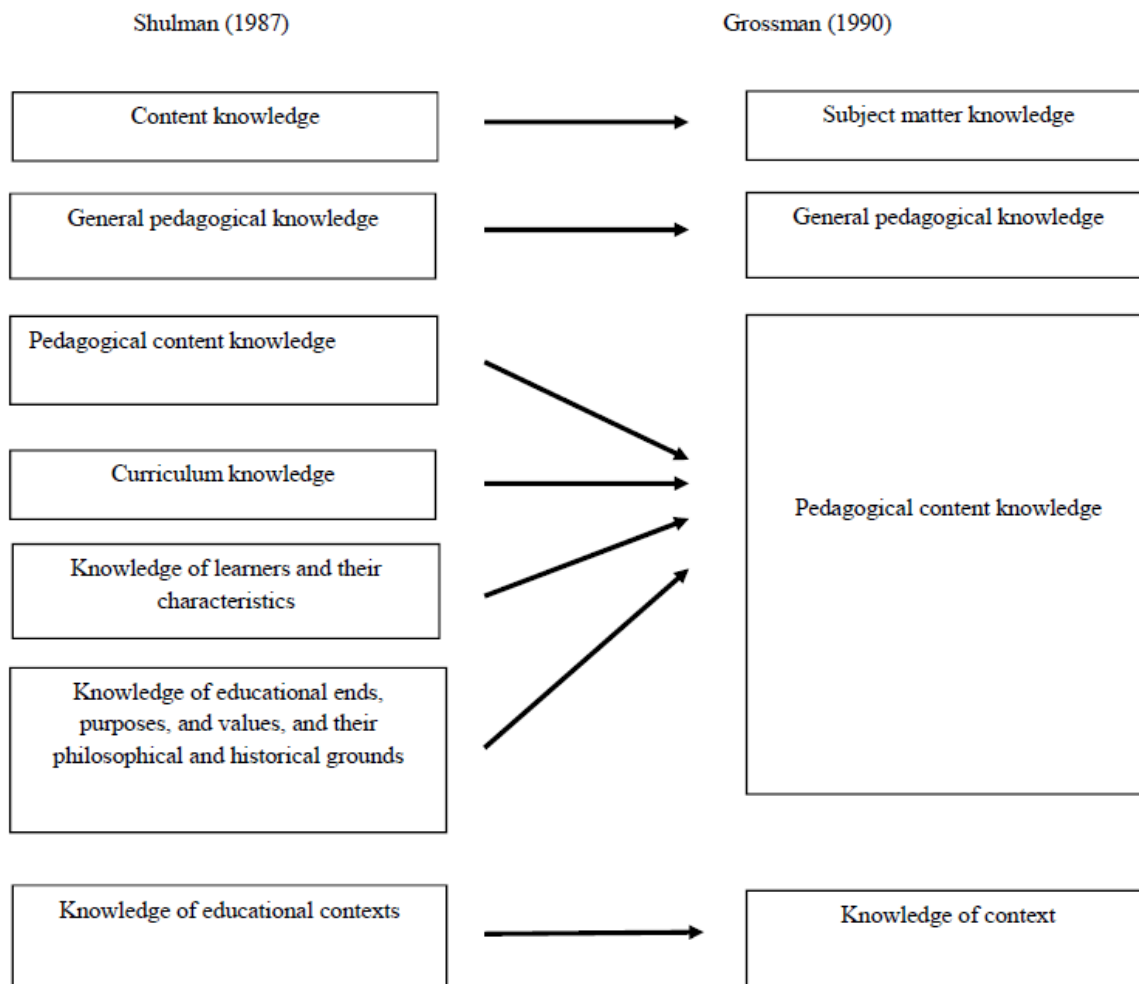 Shulman (1987)
Grossman (1990)
Content knowledge
Subject matter knowledge
General pedagogical knowledge
General pedagogical knowledge
Pedagogical content knowledge
Curriculum knowledge
Knowledge of learners and their
characteristics
Knowledge of educational ends,
purposes, and values, and their
philosophical and historical grounds
Pedagogical content knowledge
Knowledge of educational contexts
Knowledge of context